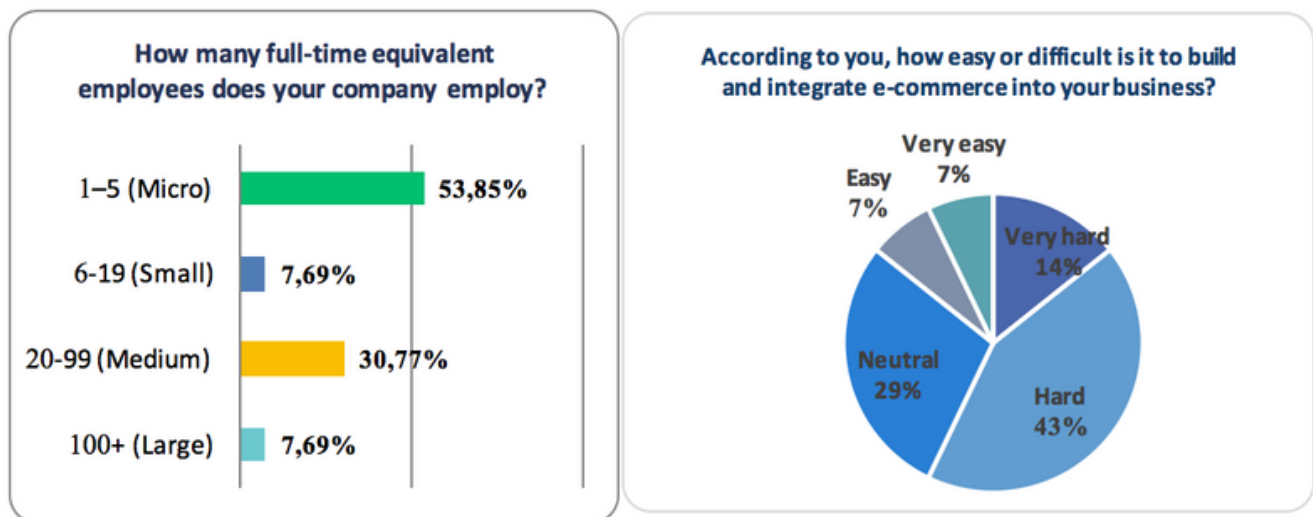 How many full-time equivalent
employees does your company employ?
1–5 (Micro)
53,85%
6-19 (Small)
7,69%
20-99 (Medium)
30,77%
100+ (Large)
7,69%
According to you, how easy or difficult is it to build
and integrate e-commerce into your business?
Very easy
7%
Easy
7%
Very hard
14%
Neutral
29%
Hard
43%